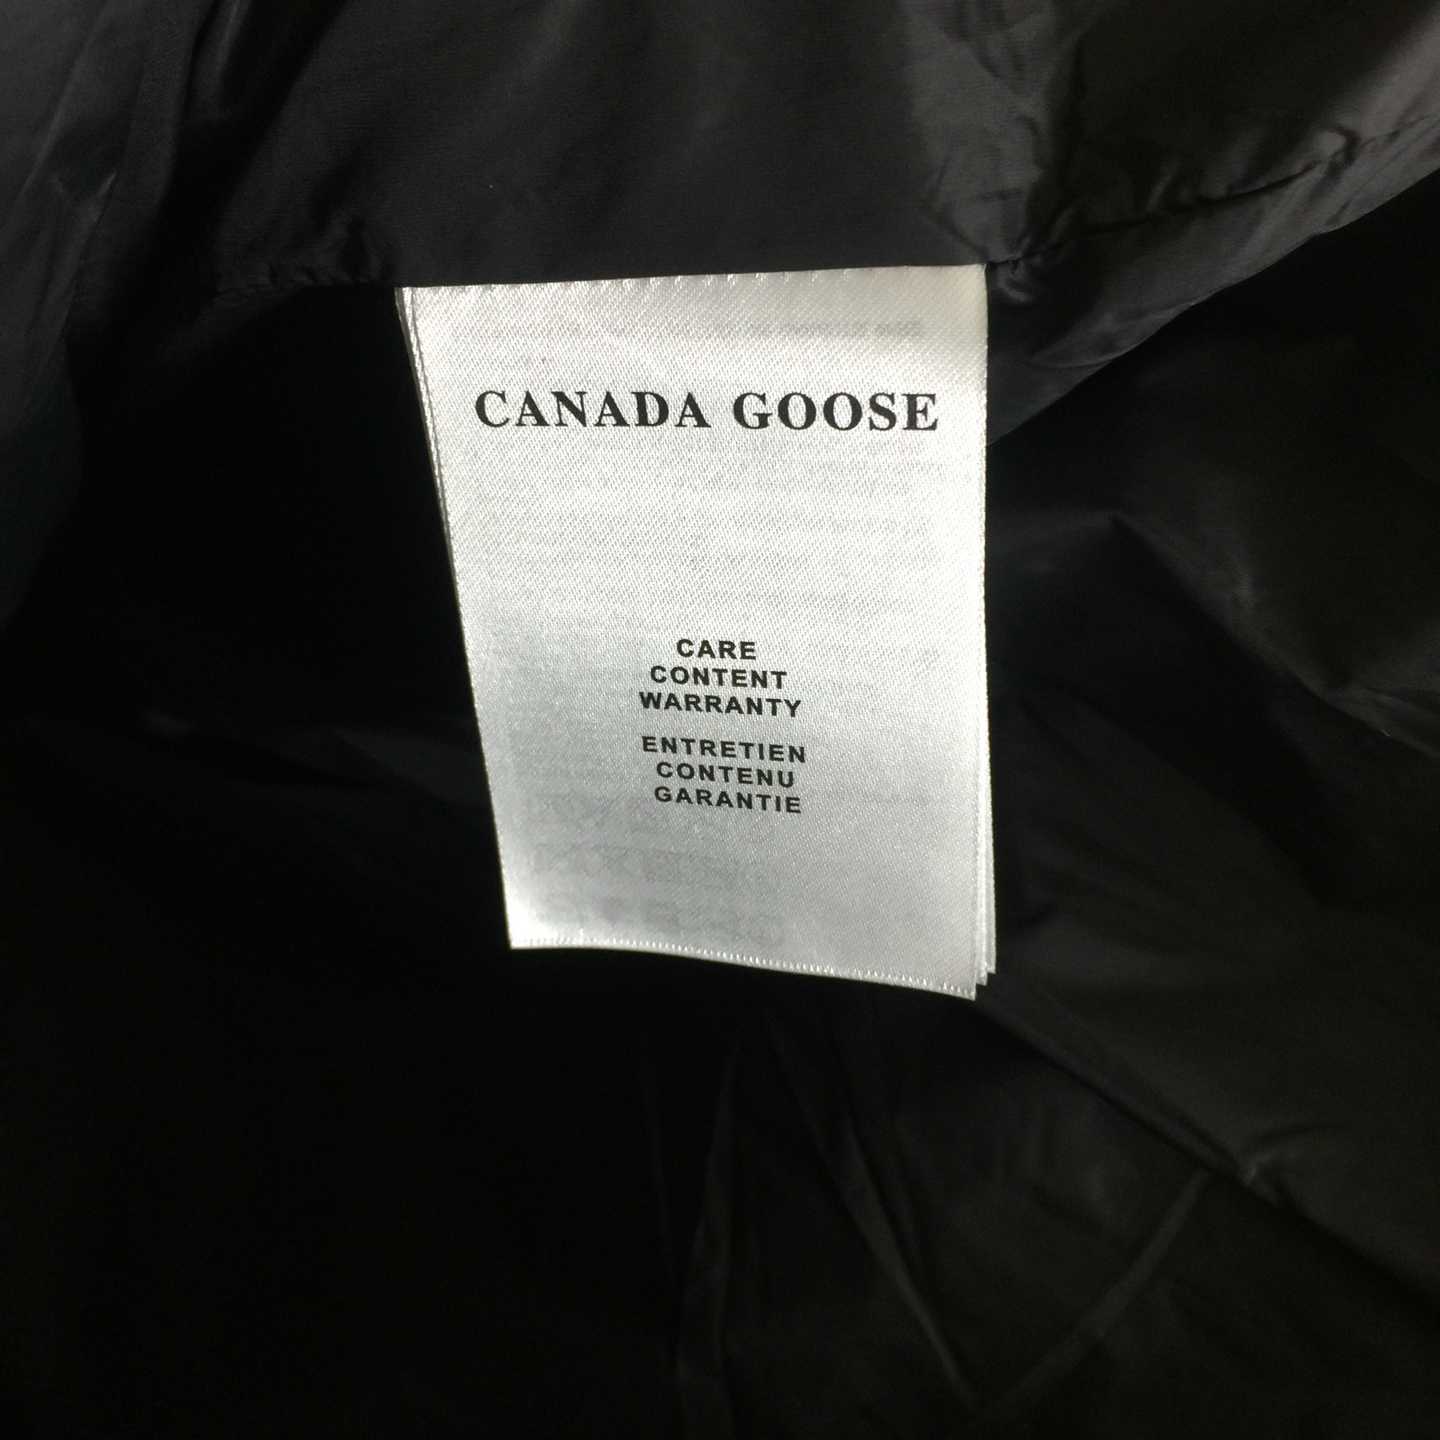 CANADA GOOSE
CARE
CONTENT
WARRANTY
ENTRETIEN
CONTENU
GARANTIE